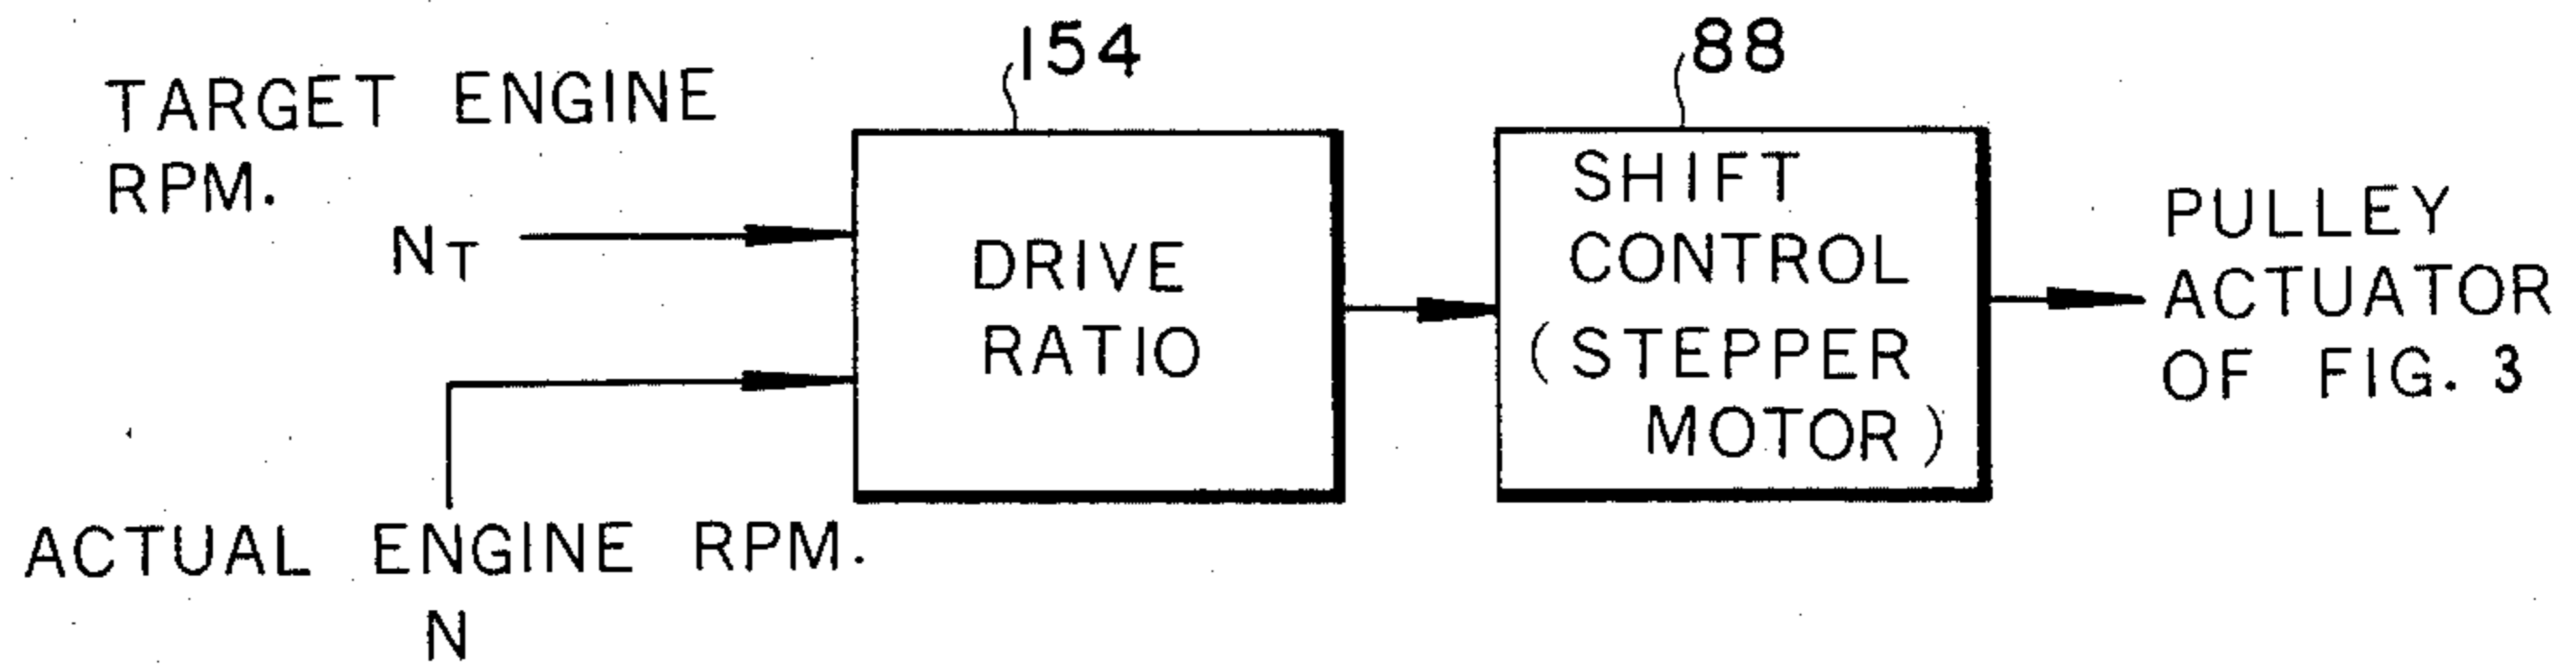 154
88
TARGET ENGINE
RPM.
NT
ACTUAL ENGINE RPM.
N
DRIVE
RATIO
SHIFT
CONTROL
(STEPPER
MOTOR)
PULLEY
ACTUATOR
OF FIG. 3